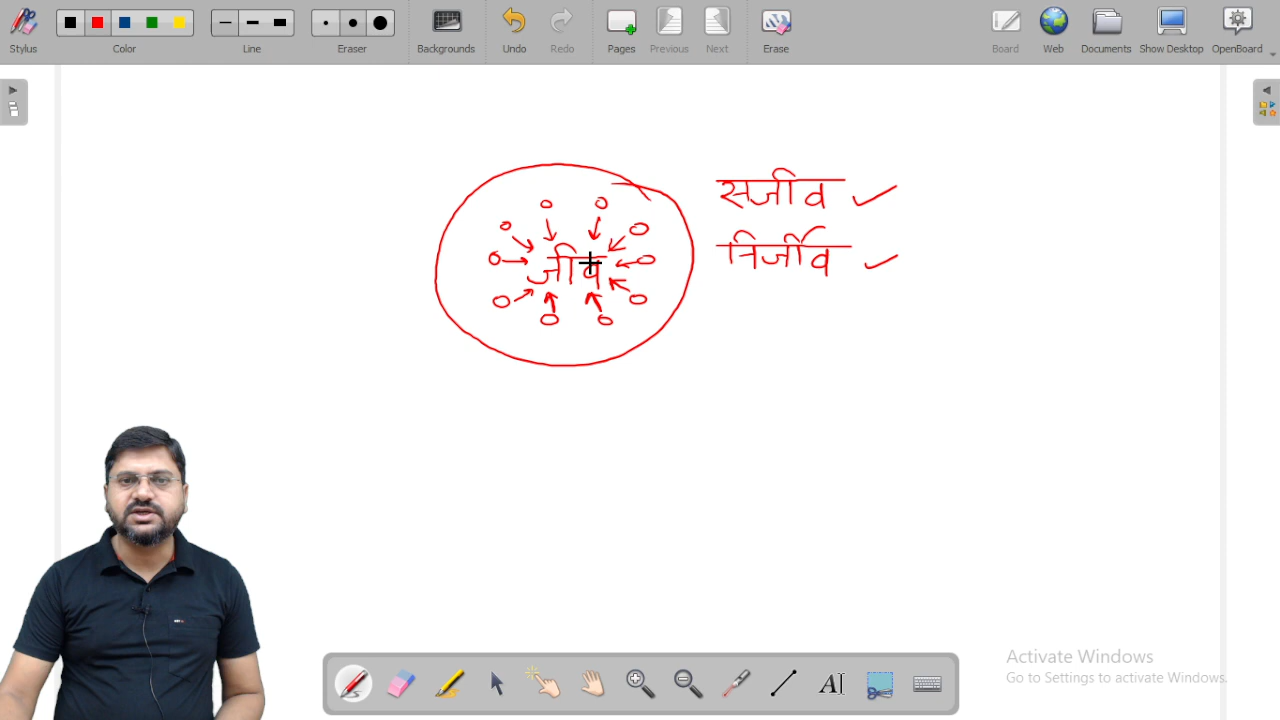 Stylus
Color
Line
Eraser
Backgrounds
Undo
Redo
Pages
Previous
Next
Erase
Board
Web
Documents
Show Desktop
OpenBoard
सजीव
निर्जीव
जीव
Activate Windows
Go to Settings to activate Windows.